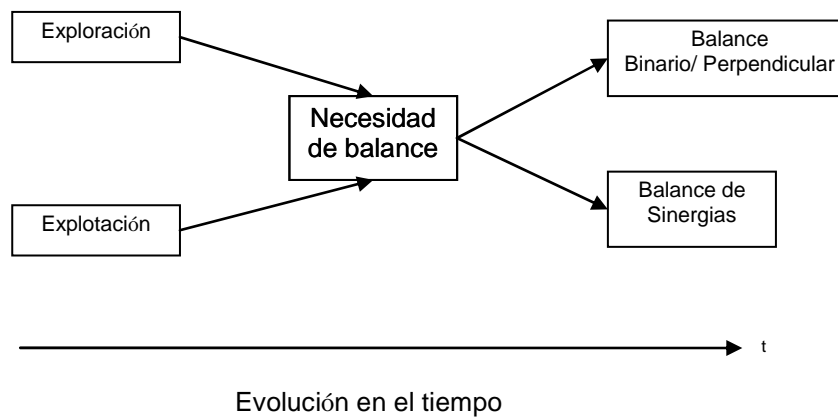 Exploración
Balance
Binario/ Perpendicular
Necesidad
de balance
Explotación
Balance de
Sinergias
t
Evolución en el tiempo